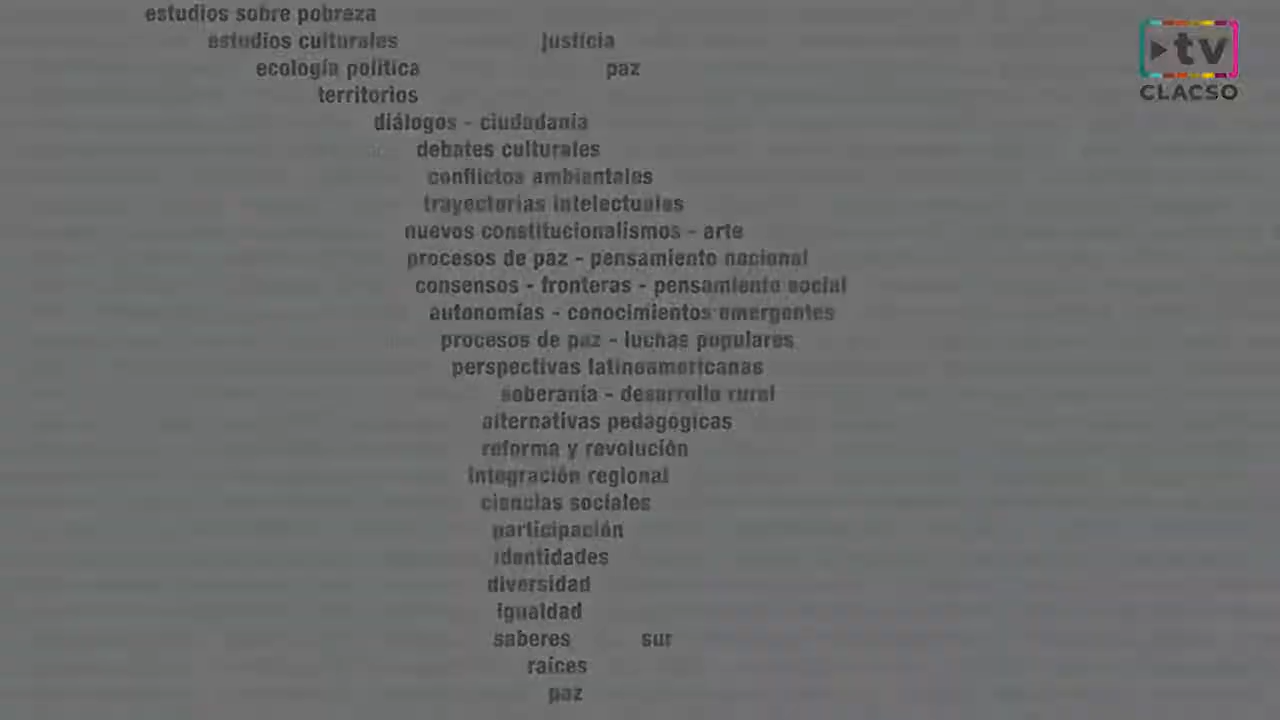 estudios sobre pobreza
estudios culturales justicia
ecología política paz
territorios
diálogos - ciudadanía
debates culturales
conflictos ambientales
trayectorias intelectuales
nuevos constitucionalismos - arte
procesos de paz - pensamiento nacional
consensos - fronteras - pensamiento social
autonomías - conocimientos emergentes
procesos de paz - luchas populares
perspectivas latinoamericanas
soberanía - desarrollo rural
alternativas pedagógicas
reforma y revolución
integración regional
ciencias sociales
participación
identidades
diversidad
igualdad
saberes sur
raíces
paz
tv
CLACSO